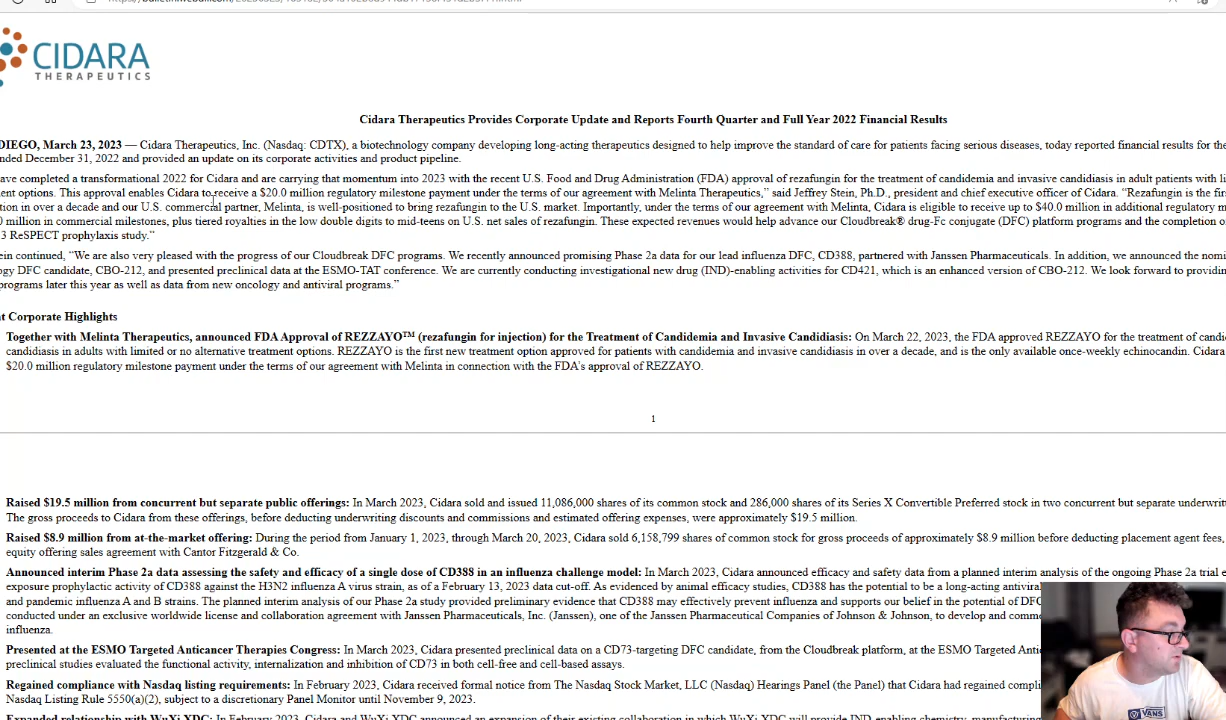 CIDARA
THERAPEUTICS
Cidara Therapeutics Provides Corporate Update and Reports Fourth Quarter and Full Year 2022 Financial Results
DIEGO, March 23, 2023 — Cidara Therapeutics, Inc. (Nasdaq: CDTX), a biotechnology company developing long-acting therapeutics designed to help improve the standard of care for patients facing serious diseases, today reported financial results for the
nded December 31, 2022 and provided an update on its corporate activities and product pipeline.
ave completed a transformational 2022 for Cidara and are carrying that momentum into 2023 with the recent U.S. Food and Drug Administration (FDA) approval of rezafungin for the treatment of candidemia and invasive candidiasis in adult patients with li
ent options. This approval enables Cidara to receive a $20.0 million regulatory milestone payment under the terms of our agreement with Melinta Therapeutics,” said Jeffrey Stein, Ph.D., president and chief executive officer of Cidara. “Rezafungin is the fir
tion in over a decade and our U.S. commercial partner, Melinta, is well-positioned to bring rezafungin to the U.S. market. Importantly, under the terms of our agreement with Melinta, Cidara is eligible to receive up to $40.0 million in additional regulatory m
0 million in commercial milestones, plus tiered royalties in the low double digits to mid-teens on U.S. net sales of rezafungin. These expected revenues would help advance our Cloudbreak® drug-Fc conjugate (DFC) platform programs and the completion o
3 ReSPECT prophylaxis study.”
ein continued, “We are also very pleased with the progress of our Cloudbreak DFC programs. We recently announced promising Phase 2a data for our lead influenza DFC, CD388, partnered with Janssen Pharmaceuticals. In addition, we announced the nomi
ogy DFC candidate, CBO-212, and presented preclinical data at the ESMO-TAT conference. We are currently conducting investigational new drug (IND)-enabling activities for CD421, which is an enhanced version of CBO-212. We look forward to providin
programs later this year as well as data from new oncology and antiviral programs.”
t Corporate Highlights
Together with Melinta Therapeutics, announced FDA Approval of REZZAYO™ (rezafungin for injection) for the Treatment of Candidemia and Invasive Candidiasis: On March 22, 2023, the FDA approved REZZAYO for the treatment of candi
candidiasis in adults with limited or no alternative treatment options. REZZAYO is the first new treatment option approved for patients with candidemia and invasive candidiasis in over a decade, and is the only available once-weekly echinocandin. Cidara
$20.0 million regulatory milestone payment under the terms of our agreement with Melinta in connection with the FDA's approval of REZZAYO.
1
Raised $19.5 million from concurrent but separate public offerings: In March 2023, Cidara sold and issued 11,086,000 shares of its common stock and 286,000 shares of its Series X Convertible Preferred stock in two concurrent but separate underwrit
The gross proceeds to Cidara from these offerings, before deducting underwriting discounts and commissions and estimated offering expenses, were approximately $19.5 million.
Raised $8.9 million from at-the-market offering: During the period from January 1, 2023, through March 20, 2023, Cidara sold 6,158,799 shares of common stock for gross proceeds of approximately $8.9 million before deducting placement agent fees,
equity offering sales agreement with Cantor Fitzgerald & Co.
Announced interim Phase 2a data assessing the safety and efficacy of a single dose of CD388 in an influenza challenge model: In March 2023, Cidara announced efficacy and safety data from a planned interim analysis of the ongoing Phase 2a trial e
exposure prophylactic activity of CD388 against the H3N2 influenza A virus strain, as of a February 13, 2023 data cut-off. As evidenced by animal efficacy studies, CD388 has the potential to be a long-acting antivira
and pandemic influenza A and B strains. The planned interim analysis of our Phase 2a study provided preliminary evidence that CD388 may effectively prevent influenza and supports our belief in the potential of DFC
conducted under an exclusive worldwide license and collaboration agreement with Janssen Pharmaceuticals, Inc. (Janssen), one of the Janssen Pharmaceutical Companies of Johnson & Johnson, to develop and comme
influenza.
Presented at the ESMO Targeted Anticancer Therapies Congress: In March 2023, Cidara presented preclinical data on a CD73-targeting DFC candidate, from the Cloudbreak platform, at the ESMO Targeted Anti
preclinical studies evaluated the functional activity, internalization and inhibition of CD73 in both cell-free and cell-based assays.
Regained compliance with Nasdaq listing requirements: In February 2023, Cidara received formal notice from The Nasdaq Stock Market, LLC (Nasdaq) Hearings Panel (the Panel) that Cidara had regained compli
Nasdaq Listing Rule 5550(a)(2), subject to a discretionary Panel Monitor until November 9, 2023.
Expanded relationship with WuXi XDC: In February 2023, Cidara and WuXi XDC announced an expansion of their existing collaboration in which WuXi XDC will provide IND-enabling chemistry, manufacturing
VANS